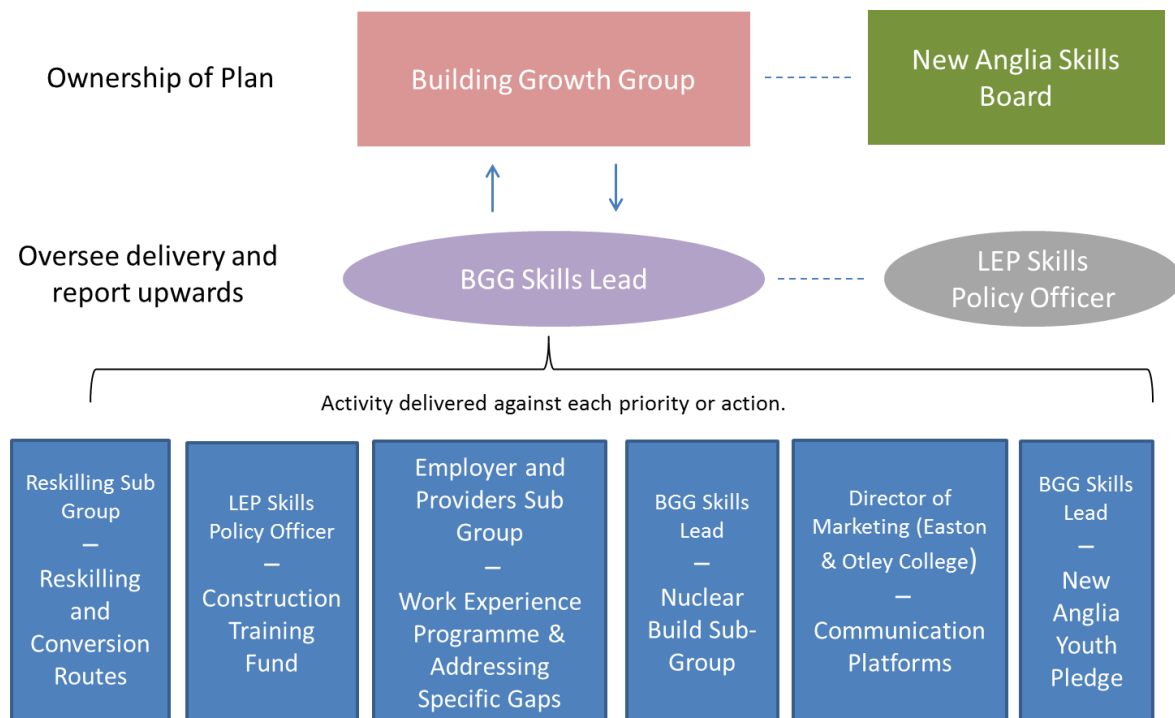 Ownership of Plan
Building Growth Group
New Anglia Skills
Board
Oversee delivery and
report upwards
BGG Skills Lead
LEP Skills
Policy Officer
Activity delivered against each priority or action.
Reskilling Sub
Group
–
Reskilling
and
Conversion
Routes
LEP Skills
Policy Officer
–
Construction
Training
Fund
Employer and
Providers Sub
Group
–
Work Experience
Programme &
Addressing
Specific Gaps
BGG Skills
Lead
–
Nuclear
Build Sub-
Group
Director of
Marketing (Easton
& Otley College)
–
Communication
Platforms
BGG Skills
Lead
–
New
Anglia
Youth
Pledge